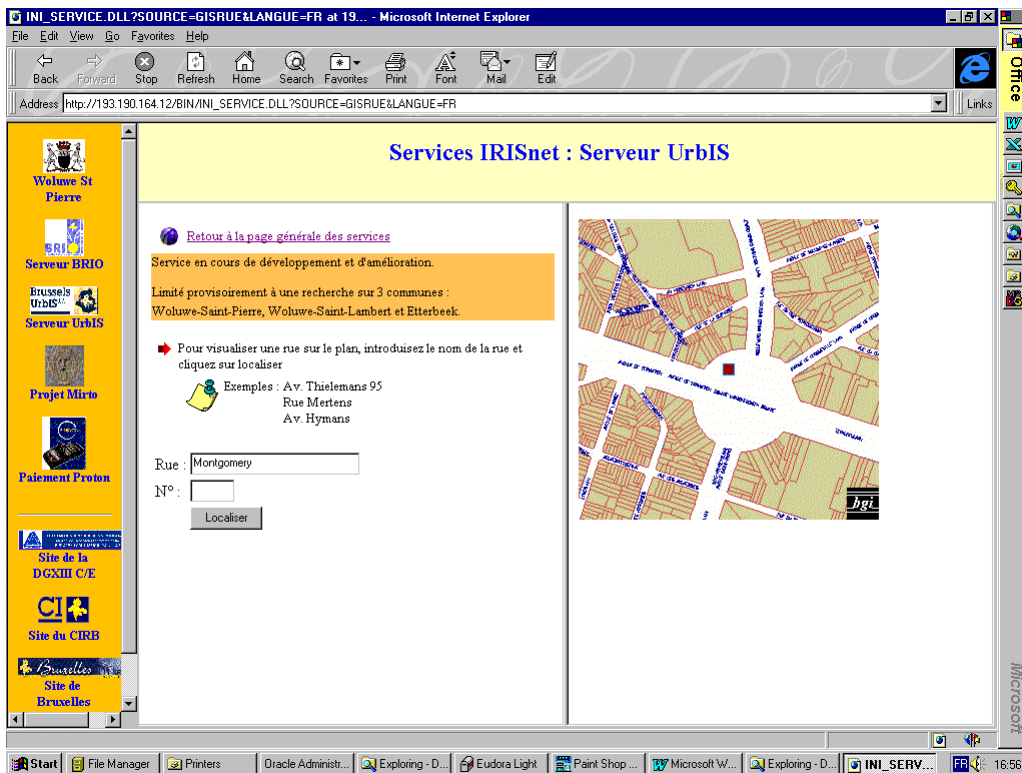 INI_SERVICE.DLL?SOURCE=GISRUE&LANGUE=FR at 19... - Microsoft Internet Explorer
File Edit View Go Favorites Help
Back Forward Stop Refresh Home Search Favorites Print Font Mail Edit
Address http://193.190.164.12/BIN/INI_SERVICE.DLL?SOURCE=GISRUE&LANGUE=FR Links
Office
Woluwe St
Pierre
BRIO
Serveur BRIO
Brussels
UrbIS
Serveur UrbIS
Projet Mirto
Paiement Proton
Site de la
DGXIII C/E
CI
Site du CIRB
Bruxelles
Site de
Bruxelles
Services IRISnet : Serveur UrbIS
Retour à la page générale des services
Service en cours de développement et d'amélioration.
Limité provisoirement à une recherche sur 3 communes :
Woluwe-Saint-Pierre, Woluwe-Saint-Lambert et Etterbeek.
Pour visualiser une rue sur le plan, introduisez le nom de la rue et
cliquez sur localiser
Exemples : Av. Thielemans 95
Rue Mertens
Av. Hymans
Rue : Montgomery
N° :
Localiser
bgi
Microsoft
Start File Manager Printers Oracle Administr... Exploring - D... Eudora Light Paint Shop ... Microsoft W... Exploring - D... INI_SERV... FR 16:56